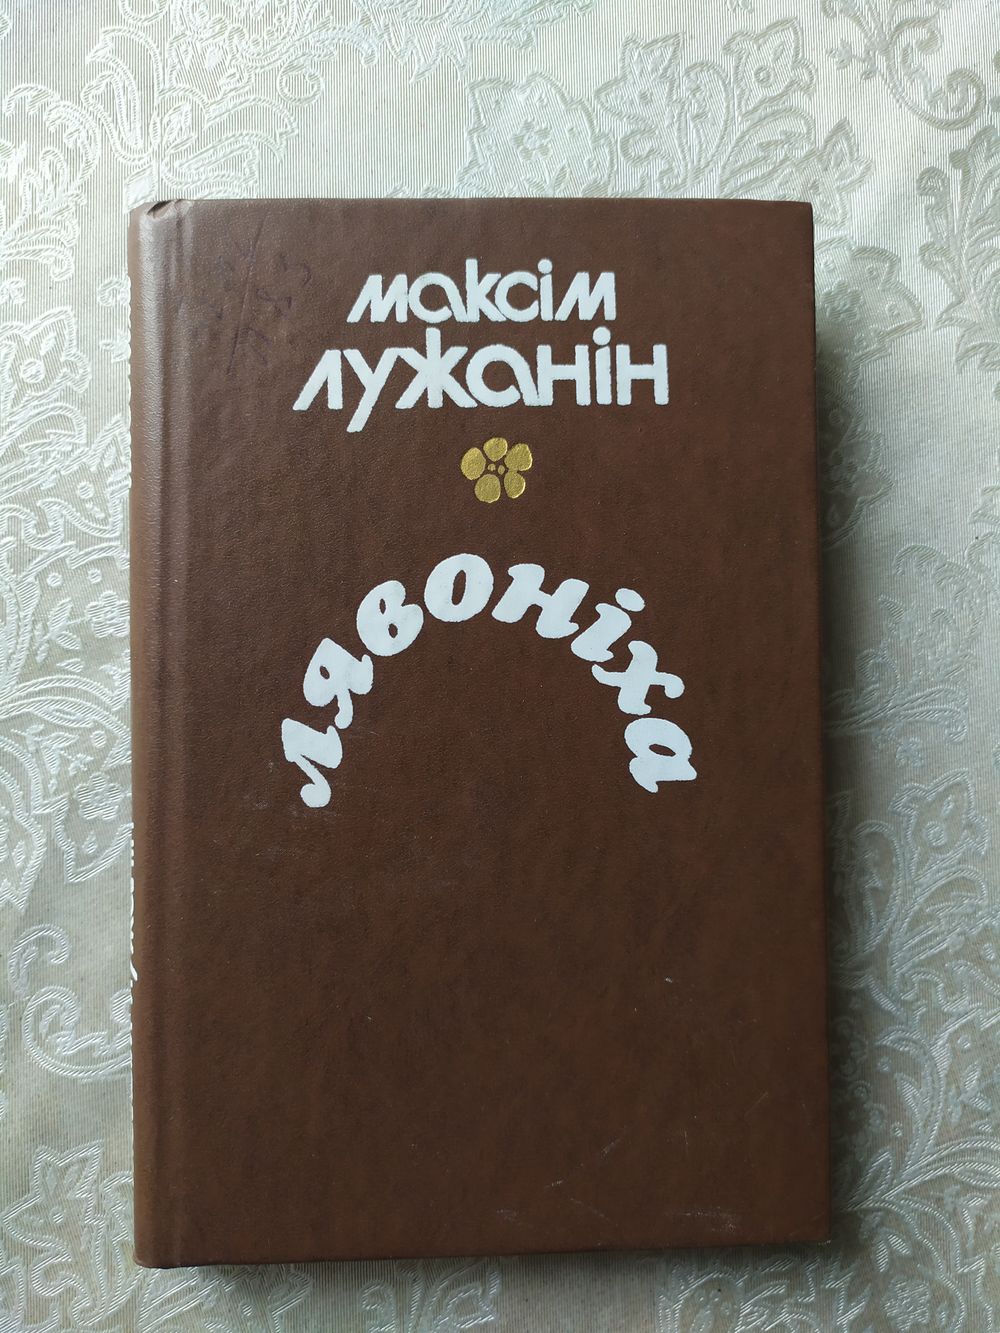 максім
лужанін
лявоніха